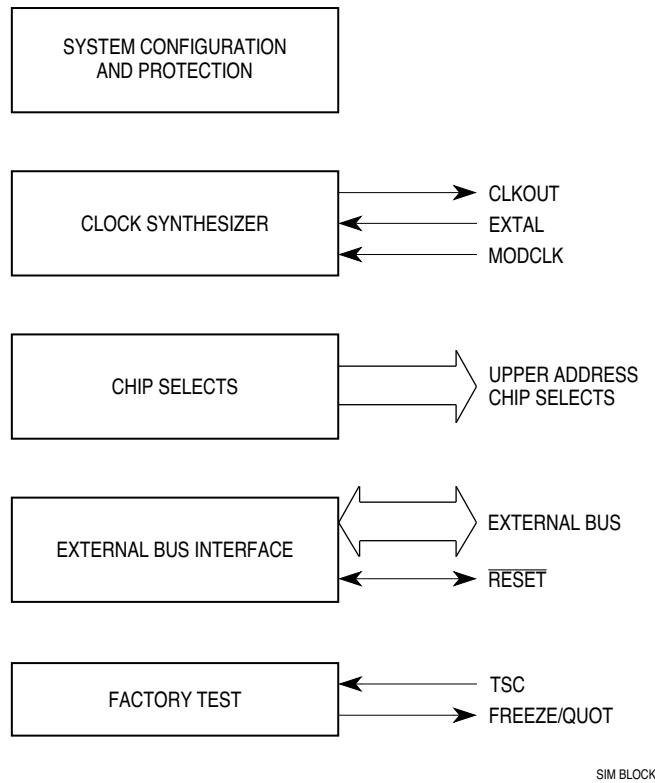 SYSTEM CONFIGURATION
AND PROTECTION
CLOCK SYNTHESIZER
CLKOUT
EXTAL
MODCLK
CHIP SELECTS
UPPER ADDRESS
CHIP SELECTS
EXTERNAL BUS INTERFACE
EXTERNAL BUS
RESET
FACTORY TEST
TSC
FREEZE/QUOT
SIM BLOCK